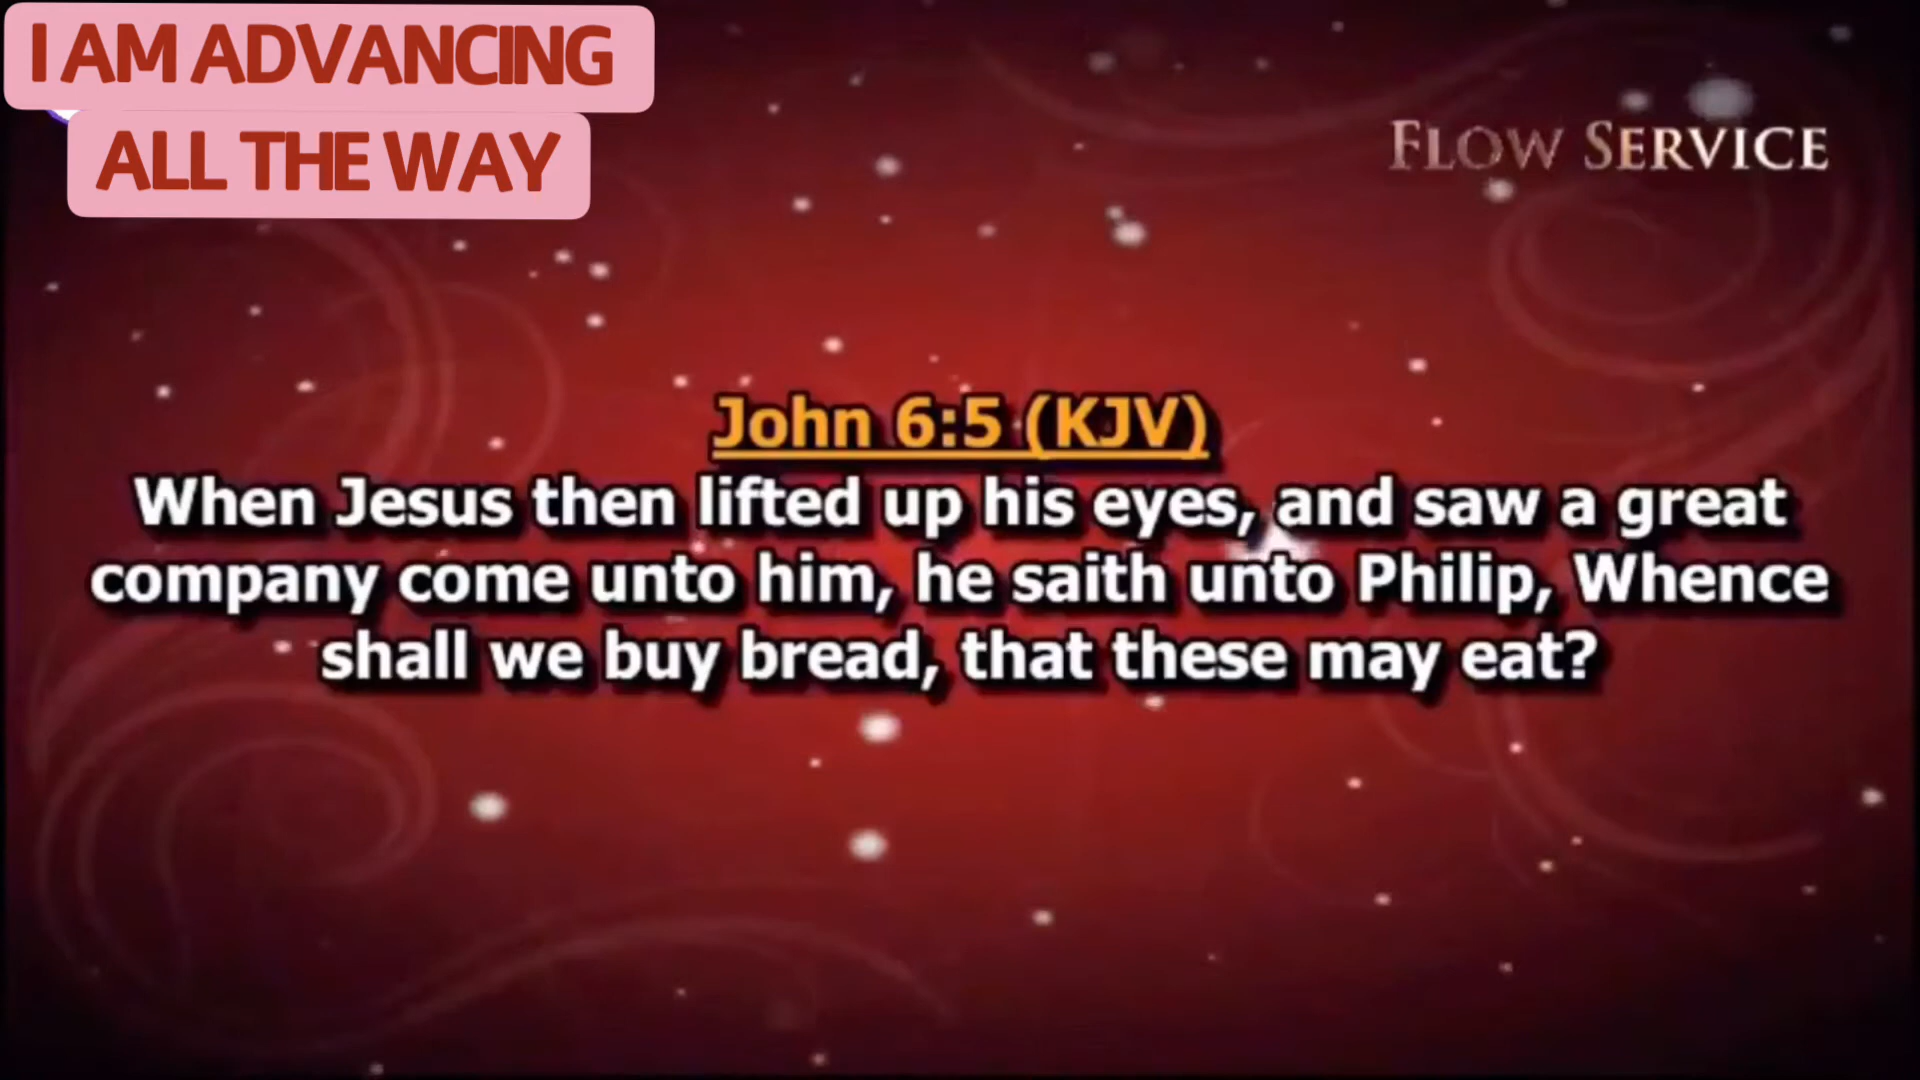 I AM ADVANCING
ALL THE WAY
FLOW SERVICE
John 6:5 (KJV)
When Jesus then lifted up his eyes, and saw a great
company come unto him, he saith unto Philip, Whence
shall we buy bread, that these may eat?